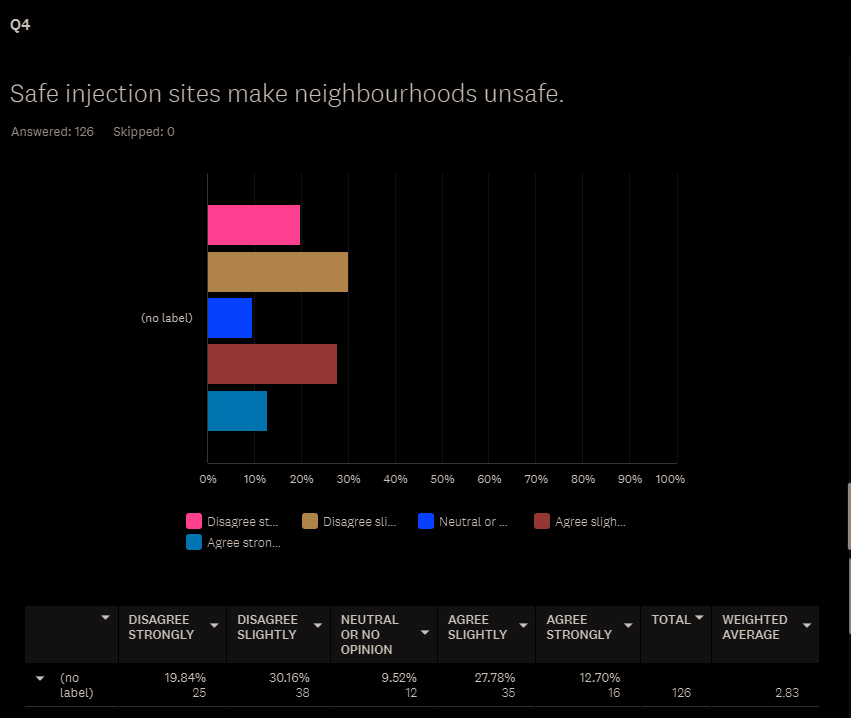 Q4
Safe injection sites make neighbourhoods unsafe.
Answered: 126 Skipped: 0
(no label)
0% 10% 20% 30% 40% 50% 60% 70% 80% 90% 100%
Disagree st... Disagree sli... Neutral or ... Agree sligh...
Agree stron...
DISAGREE STRONGLY DISAGREE SLIGHTLY NEUTRAL OR NO OPINION AGREE SLIGHTLY AGREE STRONGLY TOTAL WEIGHTED AVERAGE
(no label) 19.84% 25 30.16% 38 9.52% 12 27.78% 35 12.70% 16 126 2.83